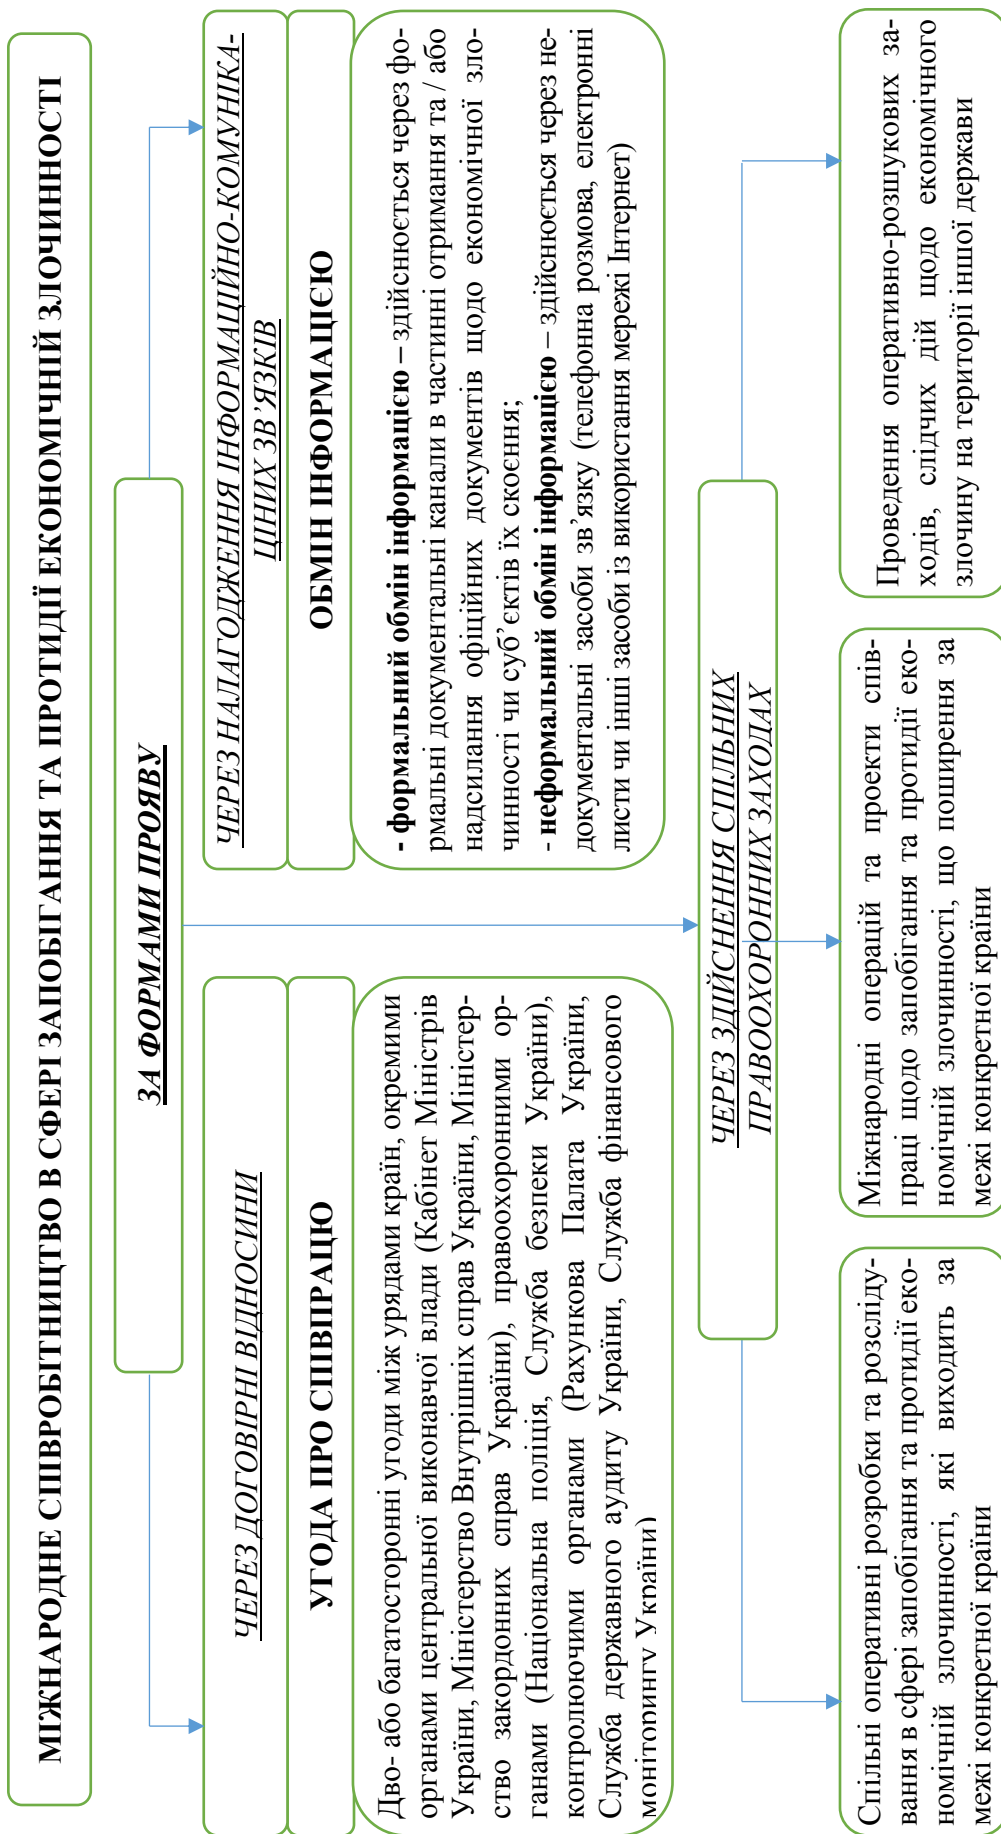 МІЖНАРОДНЕ СПІВРОБІТНИЦТВО В СФЕРІ ЗАПОБІГАННЯ ТА ПРОТИДІЇ ЕКОНОМІЧНІЙ ЗЛОЧИННОСТІ
ЗА ФОРМАМИ ПРОЯВУ
ЧЕРЕЗ ДОГОВІРНІ ВІДНОСИНИ
УГОДА ПРО СПІВПРАЦЮ
Дво- або багатосторонні угоди між урядами країн, окремими
органами центральної виконавчої влади (Кабінет Міністрів
України, Міністерство Внутрішніх справ України, Міністер-
ство закордонних справ України), правоохоронними ор-
ганами (Національна поліція, Служба безпеки України),
контролюючими органами (Рахункова Палата України,
Служба державного аудиту України, Служба фінансового
моніторингу України)
ЧЕРЕЗ НАЛАГОДЖЕННЯ ІНФОРМАЦІЙНО-КОМУНІКА-
ЦІНИХ ЗВ’ЯЗКІВ
ОБМІН ІНФОРМАЦІЄЮ
- формальний обмін інформацією – здійснюється через фо-
рмальні документальні канали в частинні отримання та / або
надсилання офіційних документів щодо економічної зло-
чинності чи суб’єктів їх скоєння;
- неформальний обмін інформацією – здійснюється через не-
документальні засоби зв’язку (телефонна розмова, електронні
листи чи інші засоби із використання мережі Інтернет)
ЧЕРЕЗ ЗДІЙСНЕННЯ СПІЛЬНИХ
ПРАВООХОРОННИХ ЗАХОДАХ
Спільні оперативні розробки та розсліду-
вання в сфері запобігання та протидії еко-
номічній злочинності, які виходить за
межі конкретної країни
Міжнародні операцій та проекти спів-
праці щодо запобігання та протидії еко-
номічній злочинності, що поширення за
межі конкретної країни
Проведення оперативно-розшукових за-
ходів, слідчих дій щодо економічного
злочину на території іншої держави